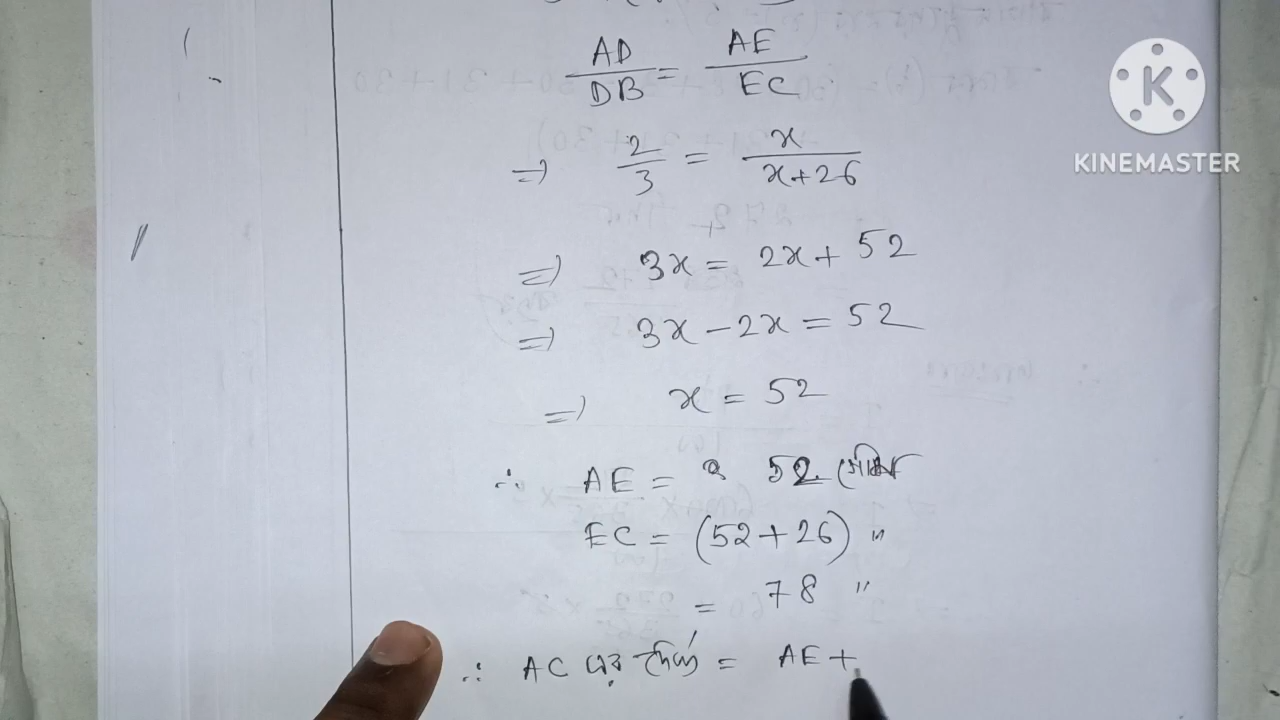 AD/DB = AE/EC
⇒ 2/3 = x/(x+26)
⇒ 3x = 2x + 52
⇒ 3x − 2x = 52
⇒ x = 52
∴ AE = 52 সেমি
EC = (52+26) "
= 78 "
∴ AC এর দৈর্ঘ্য = AE +
KINEMASTER